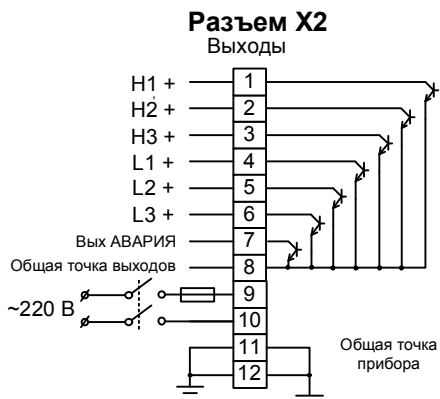 Разъем X2
Выходы
H1 + 1
H2 + 2
H3 + 3
L1 + 4
L2 + 5
L3 + 6
Вых АВАРИЯ 7
Общая точка выходов 8
~220 В
9
10
11
12
Общая точка
прибора